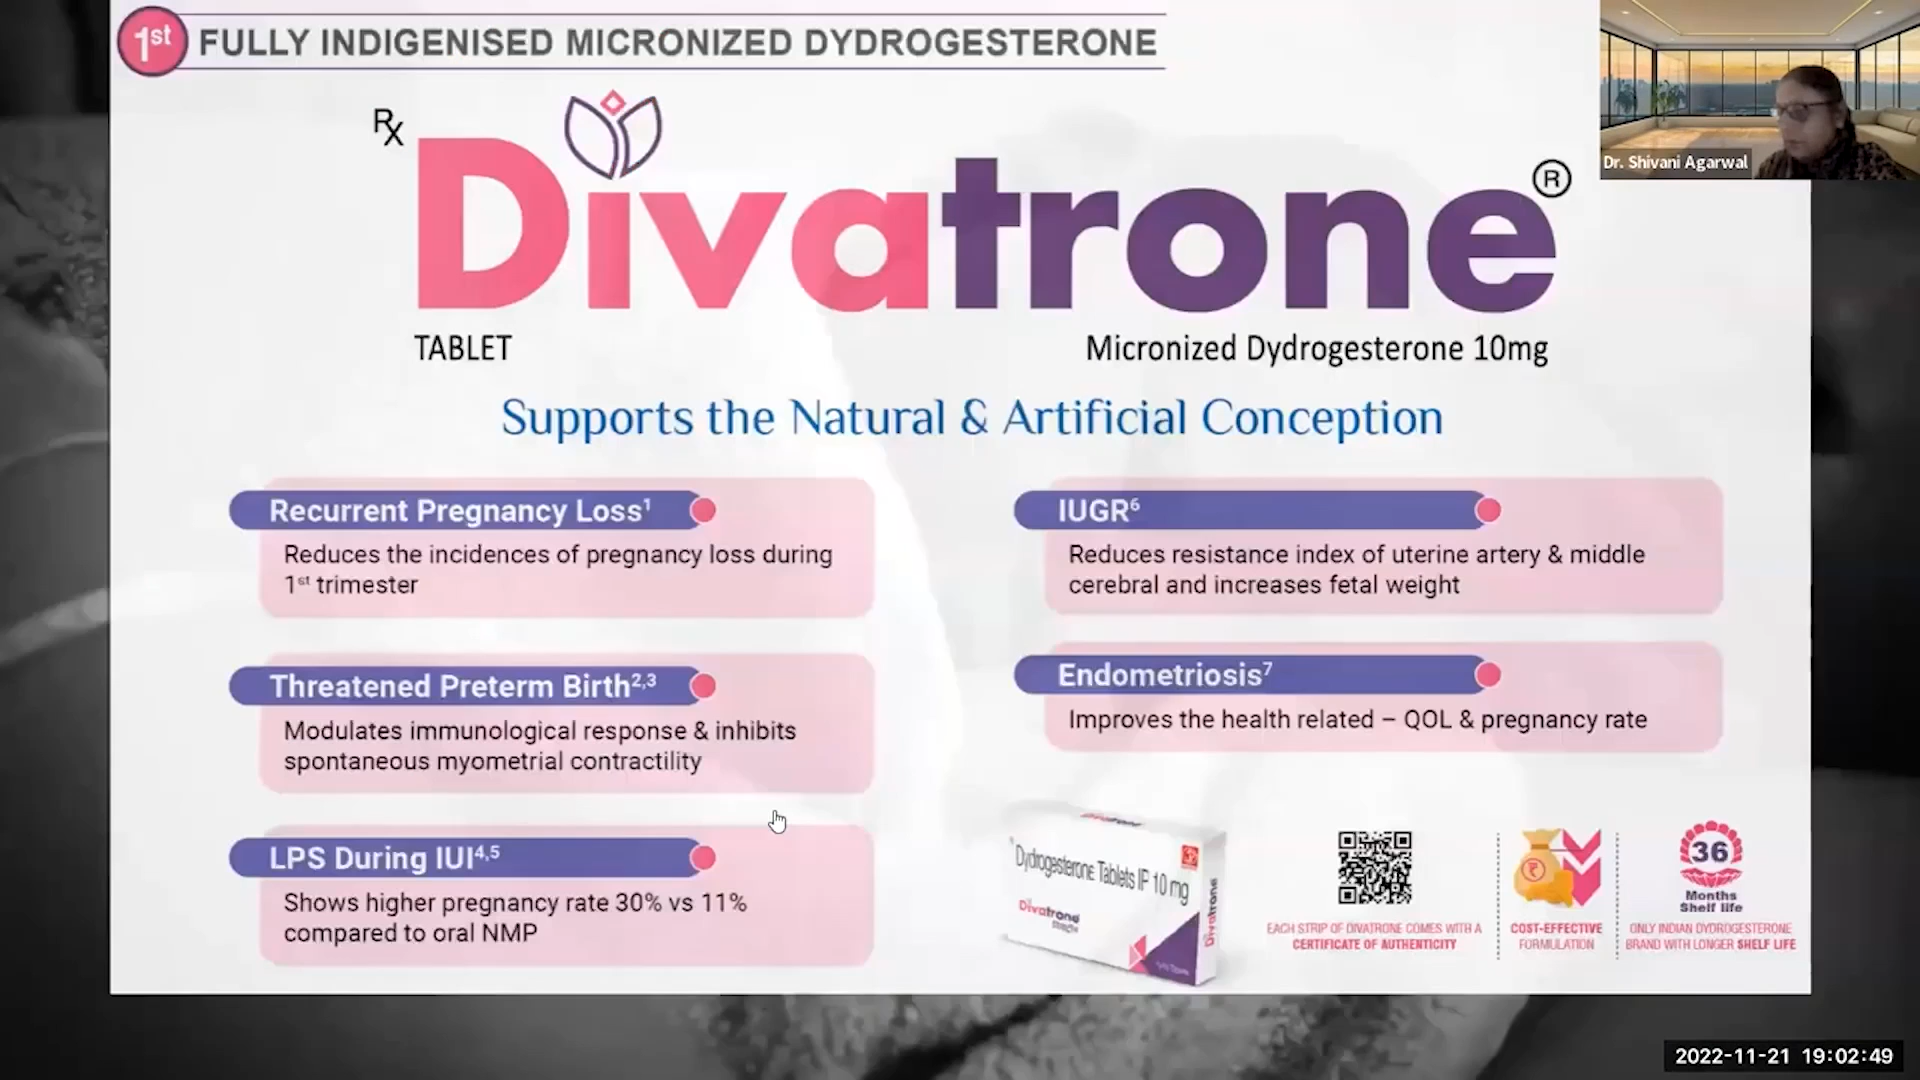 1st FULLY INDIGENISED MICRONIZED DYDROGESTERONE
Dr. Shivani Agarwal
Rx
Divatrone®
TABLET
Micronized Dydrogesterone 10mg
Supports the Natural & Artificial Conception
Recurrent Pregnancy Loss1
Reduces the incidences of pregnancy loss during
1st trimester
Threatened Preterm Birth2,3
Modulates immunological response & inhibits
spontaneous myometrial contractility
LPS During IUI4,5
Shows higher pregnancy rate 30% vs 11%
compared to oral NMP
IUGR6
Reduces resistance index of uterine artery & middle
cerebral and increases fetal weight
Endometriosis7
Improves the health related – QOL & pregnancy rate
Divatrone
Dydrogesterone Tablets IP 10 mg
Divatrone
Divatrone
EACH STRIP OF DIVATRONE COMES WITH A
CERTIFICATE OF AUTHENTICITY
₹
COST-EFFECTIVE
FORMULATION
36
Months
Shelf life
ONLY INDIAN DYDROGESTERONE
BRAND WITH LONGER SHELF LIFE
2022-11-21 19:02:49